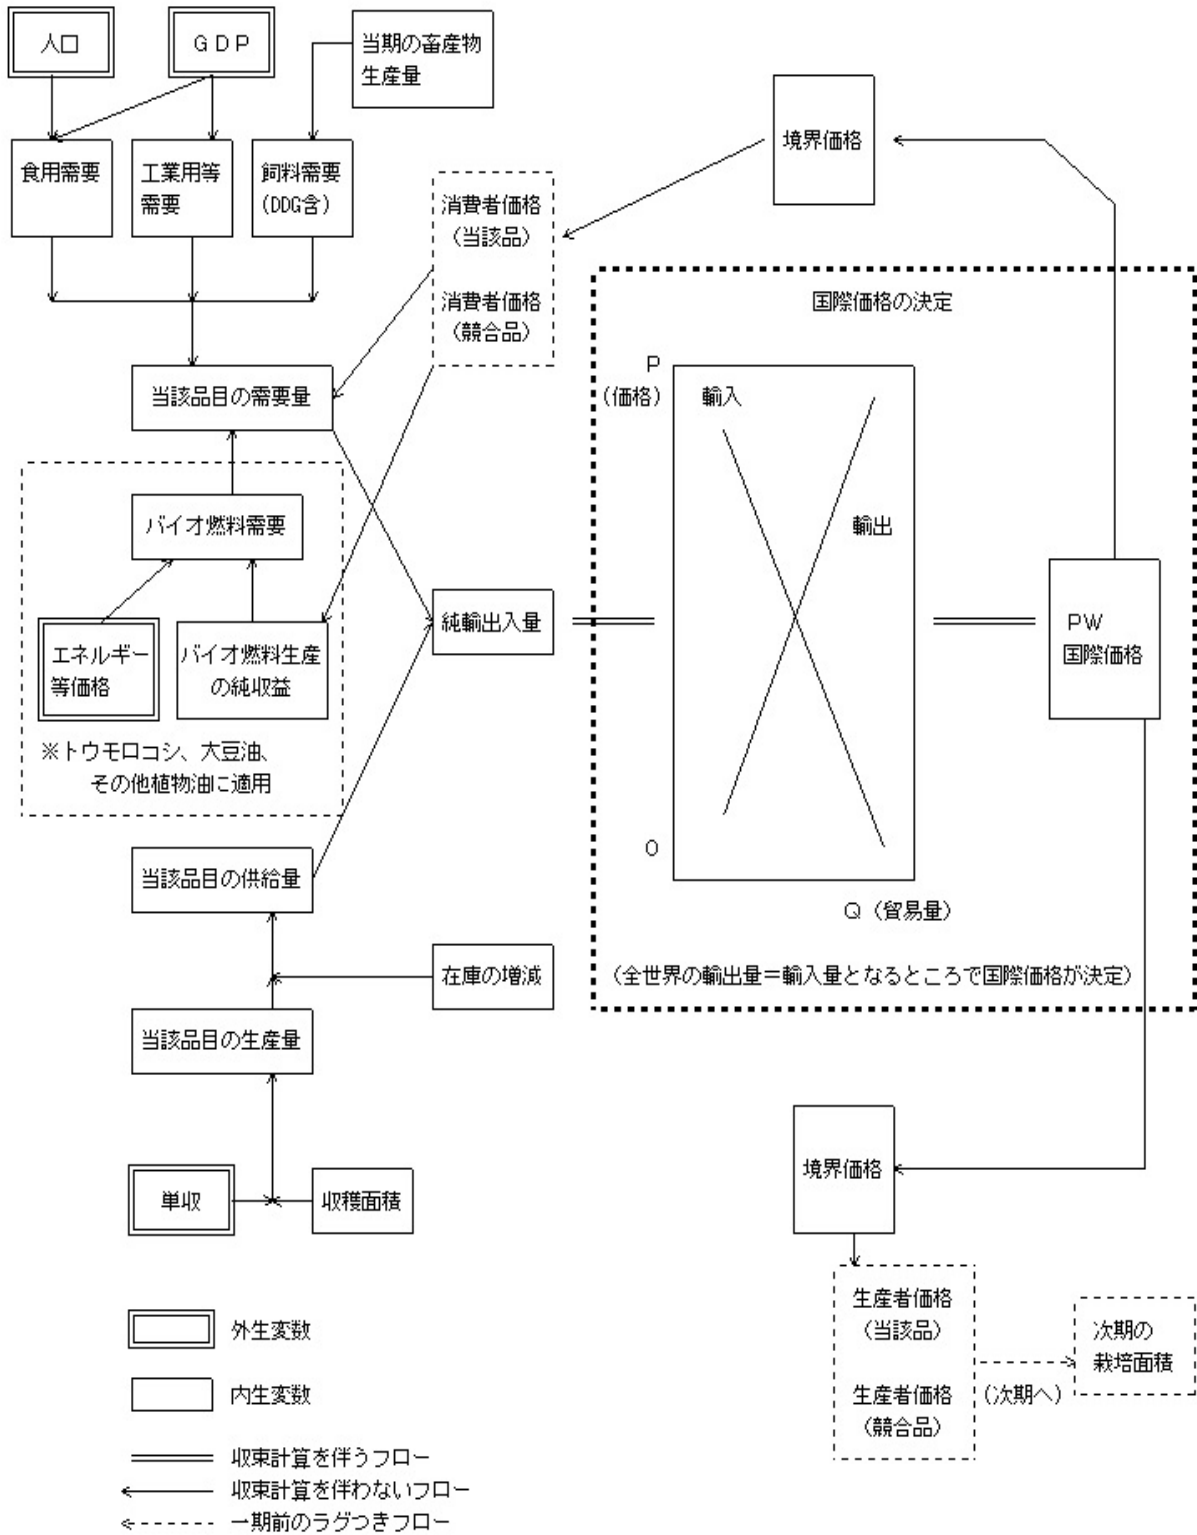 人口
ＧＤＰ
当期の畜産物
生産量
食用需要
工業用等
需要
飼料需要
(DDG含)
消費者価格
（当該品）
消費者価格
（競合品）
境界価格
国際価格の決定
Ｐ
（価格）
輸入
輸出
０
Ｑ（貿易量）
（全世界の輸出量＝輸入量となるところで国際価格が決定）
当該品目の需要量
バイオ燃料需要
エネルギー
等価格
バイオ燃料生産
の純収益
※トウモロコシ、大豆油、
その他植物油に適用
純輸出入量
ＰＷ
国際価格
当該品目の供給量
在庫の増減
当該品目の生産量
単収
収穫面積
境界価格
生産者価格
（当該品）
生産者価格
（競合品）
（次期へ）
次期の
栽培面積
外生変数
内生変数
収束計算を伴うフロー
収束計算を伴わないフロー
一期前のラグつきフロー